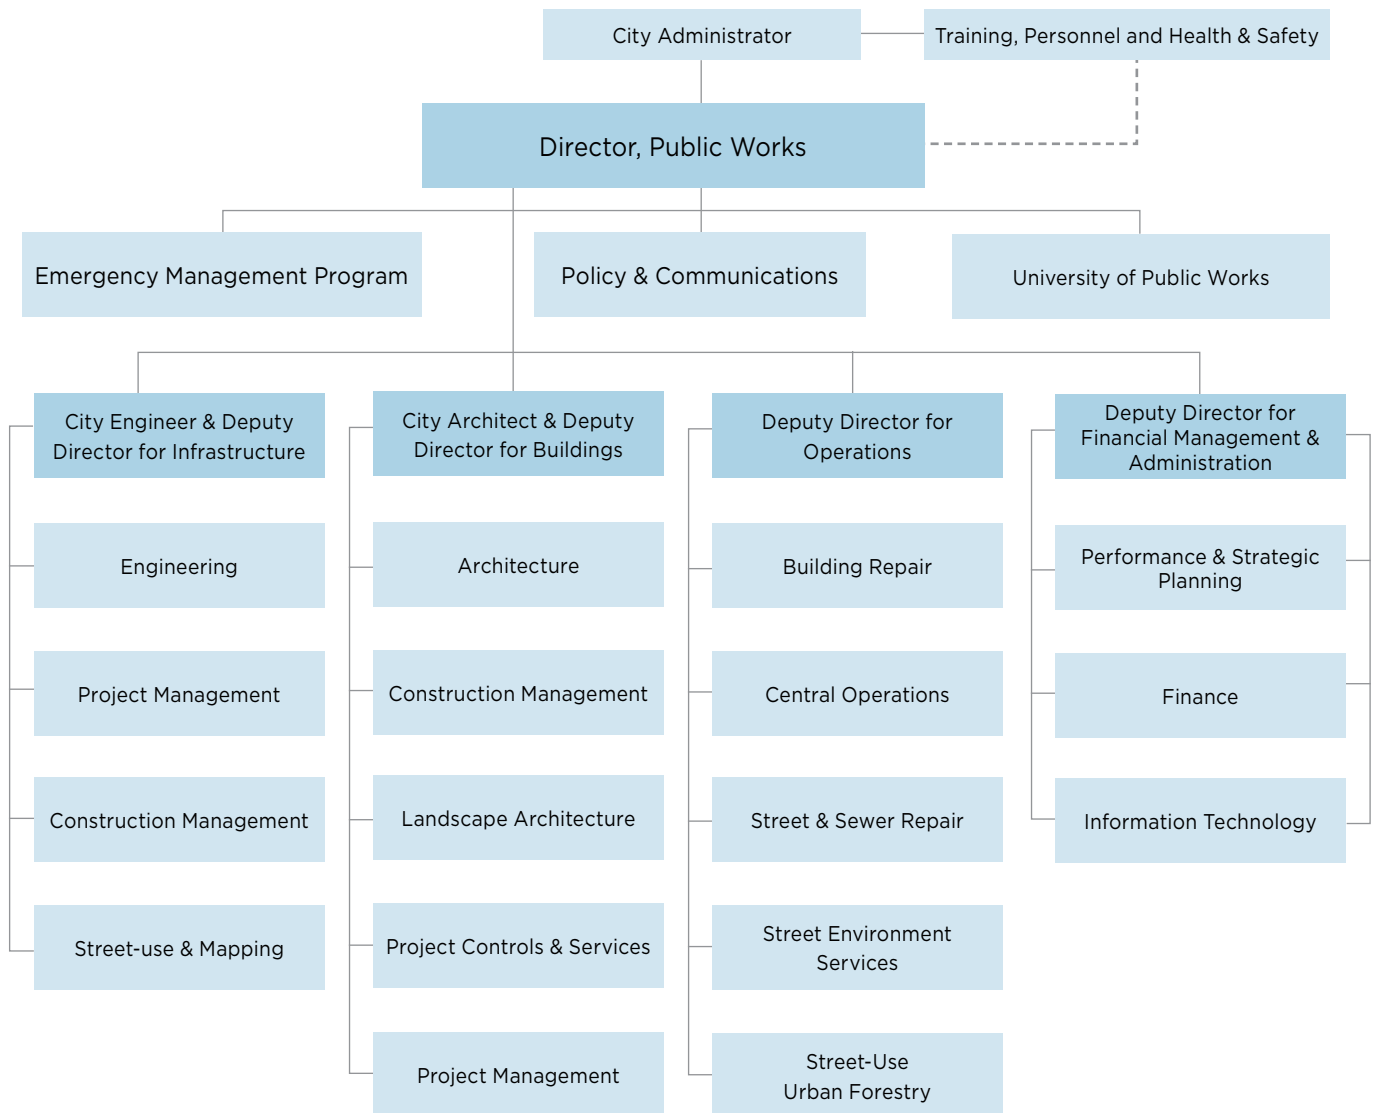 City Administrator
Training, Personnel and Health & Safety
Director, Public Works
Emergency Management Program
Policy & Communications
University of Public Works
City Engineer & Deputy
Director for Infrastructure
Engineering
Project Management
Construction Management
Street-use & Mapping
City Architect & Deputy
Director for Buildings
Architecture
Construction Management
Landscape Architecture
Project Controls & Services
Project Management
Deputy Director for
Operations
Building Repair
Central Operations
Street & Sewer Repair
Street Environment
Services
Street-Use
Urban Forestry
Deputy Director for
Financial Management &
Administration
Performance & Strategic
Planning
Finance
Information Technology